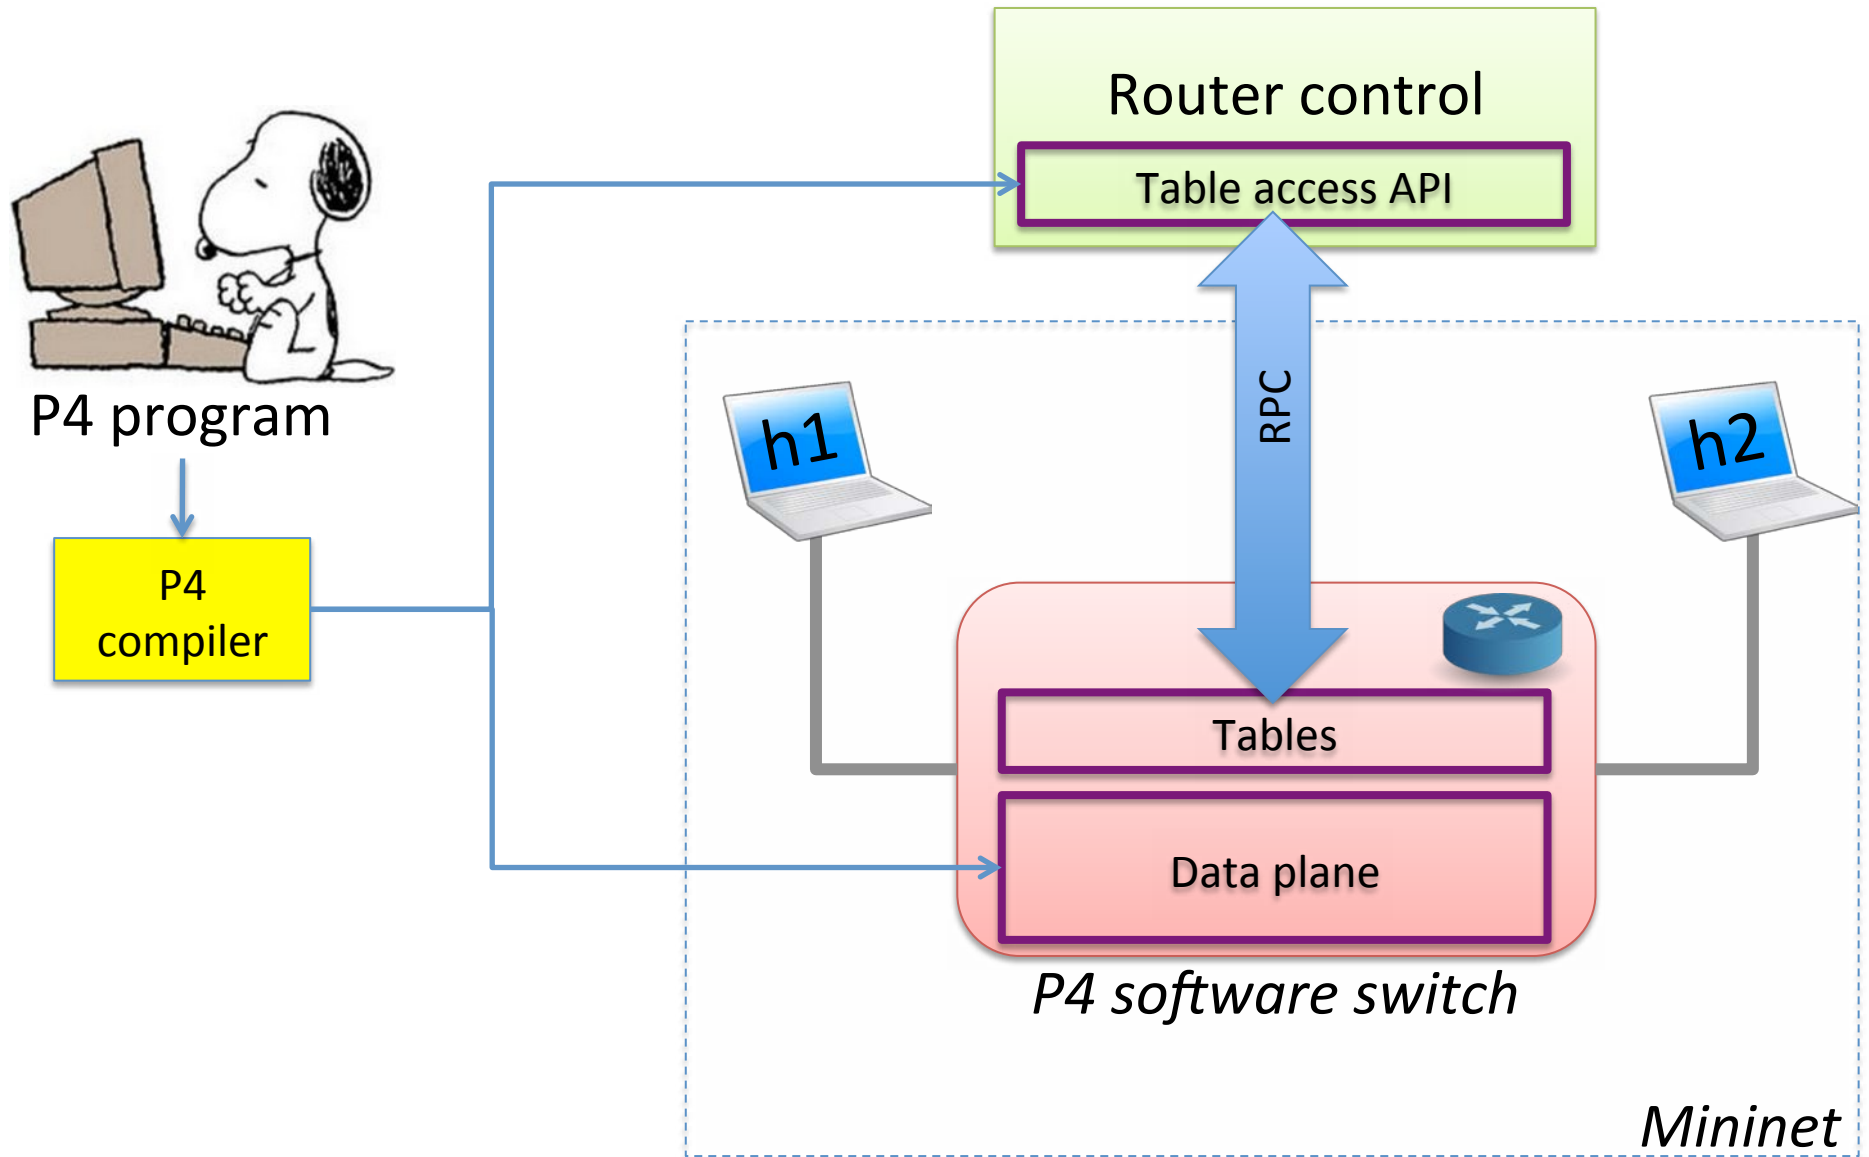 Router control
Table access API
P4 program
RPC
h1
h2
P4
compiler
Tables
Data plane
P4 software switch
Mininet